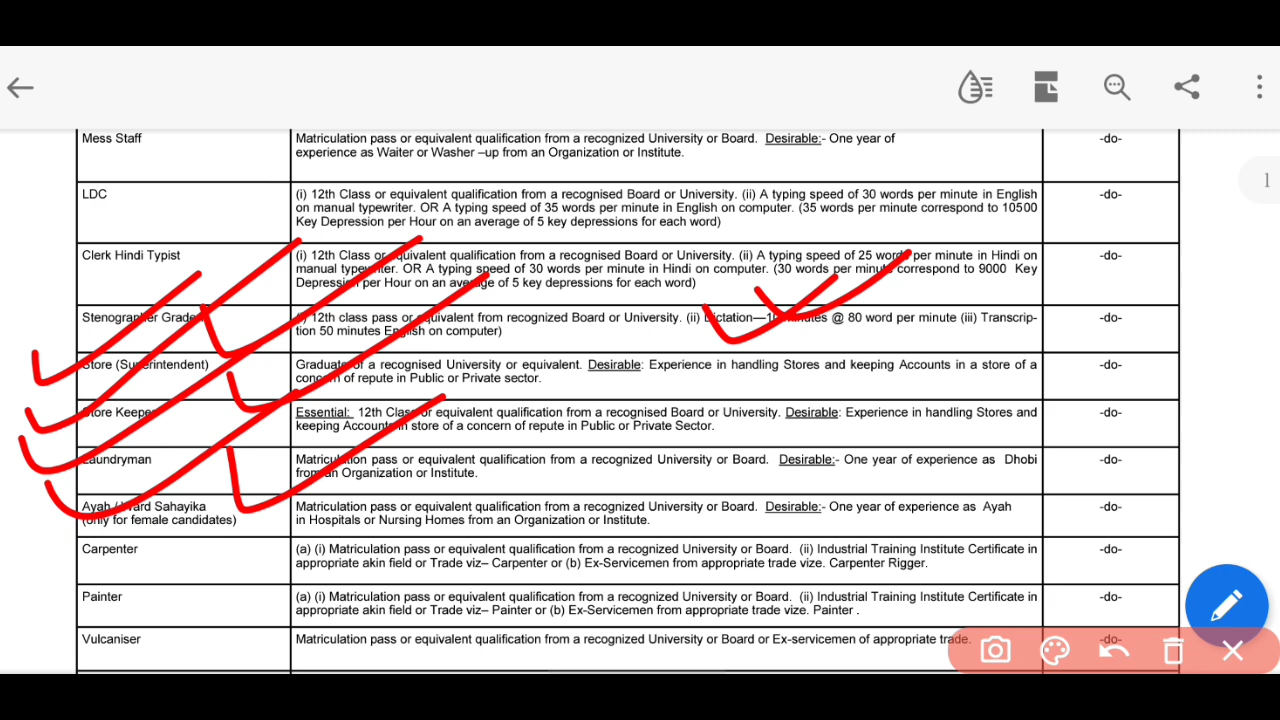 1
Mess Staff
Matriculation pass or equivalent qualification from a recognized University or Board. Desirable:- One year of
experience as Waiter or Washer –up from an Organization or Institute.
-do-
LDC
(i) 12th Class or equivalent qualification from a recognised Board or University. (ii) A typing speed of 30 words per minute in English
on manual typewriter. OR A typing speed of 35 words per minute in English on computer. (35 words per minute correspond to 10500
Key Depression per Hour on an average of 5 key depressions for each word)
-do-
Clerk Hindi Typist
(i) 12th Class or equivalent qualification from a recognised Board or University. (ii) A typing speed of 25 words per minute in Hindi on
manual typewriter. OR A typing speed of 30 words per minute in Hindi on computer. (30 words per minute correspond to 9000 Key
Depression per Hour on an average of 5 key depressions for each word)
-do-
Stenographer Grade
(i) 12th class pass or equivalent qualification from recognized Board or University. (ii) Dictation—10 minutes @ 80 word per minute (iii) Transcrip-
tion 50 minutes English on computer)
-do-
Store (Superintendent)
Graduate of a recognised University or equivalent. Desirable: Experience in handling Stores and keeping Accounts in a store of a
concern of repute in Public or Private sector.
-do-
Store Keeper
Essential: 12th Class or equivalent qualification from a recognised Board or University. Desirable: Experience in handling Stores and
keeping Accounts in store of a concern of repute in Public or Private Sector.
-do-
Laundryman
Matriculation pass or equivalent qualification from a recognized University or Board. Desirable:- One year of experience as Dhobi
from an Organization or Institute.
-do-
Ayah / Ward Sahayika
(only for female candidates)
Matriculation pass or equivalent qualification from a recognized University or Board. Desirable:- One year of experience as Ayah
in Hospitals or Nursing Homes from an Organization or Institute.
-do-
Carpenter
(a) (i) Matriculation pass or equivalent qualification from a recognized University or Board. (ii) Industrial Training Institute Certificate in
appropriate akin field or Trade viz– Carpenter or (b) Ex-Servicemen from appropriate trade vize. Carpenter Rigger.
-do-
Painter
(a) (i) Matriculation pass or equivalent qualification from a recognized University or Board. (ii) Industrial Training Institute Certificate in
appropriate akin field or Trade viz– Painter or (b) Ex-Servicemen from appropriate trade vize. Painter .
-do-
Vulcaniser
Matriculation pass or equivalent qualification from a recognized University or Board or Ex-servicemen of appropriate trade.
-do-